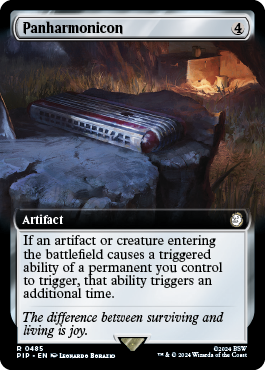 Panharmonicon 4
Artifact
If an artifact or creature entering
the battlefield causes a triggered
ability of a permanent you control
to trigger, that ability triggers an
additional time.
The difference between surviving and
living is joy.
R 0485
PIP • EN Leonardo Borazio
©2024 BSW
™ & © 2024 Wizards of the Coast